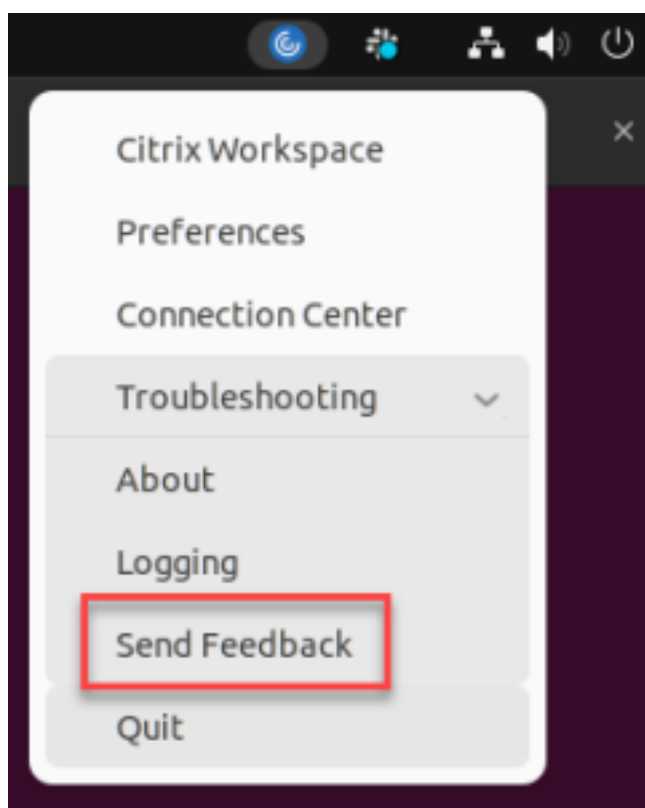 Citrix Workspace
Preferences
Connection Center
Troubleshooting
About
Logging
Send Feedback
Quit